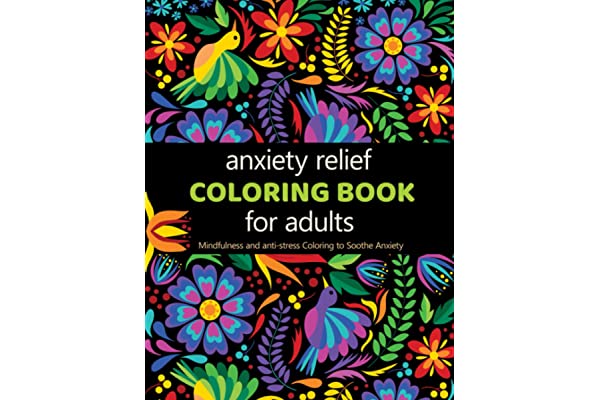 anxiety relief
COLORING BOOK
for adults
Mindfulness and anti-stress Coloring to Soothe Anxiety